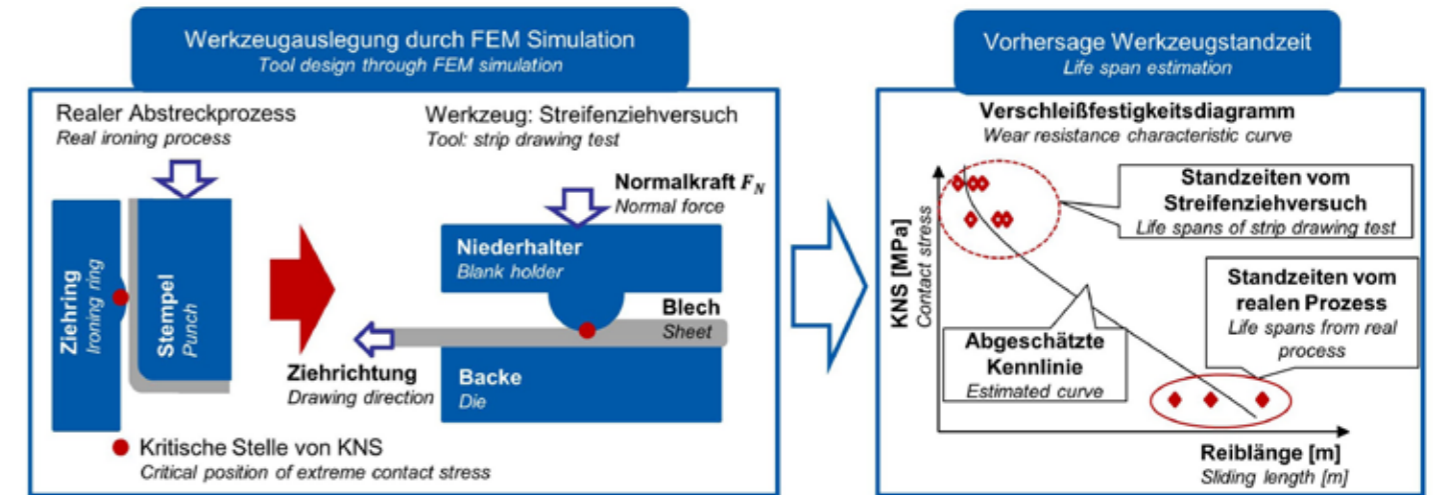 Werkzeugauslegung durch FEM Simulation
Tool design through FEM simulation
Realer Abstreckprozess
Real ironing process
Werkzeug: Streifenziehversuch
Tool: strip drawing test
Normalkraft F_N
Normal force
Ziehring
Ironing ring
Stempel
Punch
Niederhalter
Blank holder
Blech
Sheet
Ziehrichtung
Drawing direction
Backe
Die
Kritische Stelle von KNS
Critical position of extreme contact stress
Vorhersage Werkzeugstandzeit
Life span estimation
Verschleißfestigkeitsdiagramm
Wear resistance characteristic curve
KNS [MPa]
Contact stress
Standzeiten vom
Streifenziehversuch
Life spans of strip drawing test
Standzeiten vom
realen Prozess
Life spans from real
process
Abgeschätzte
Kennlinie
Estimated curve
Reiblänge [m]
Sliding length [m]